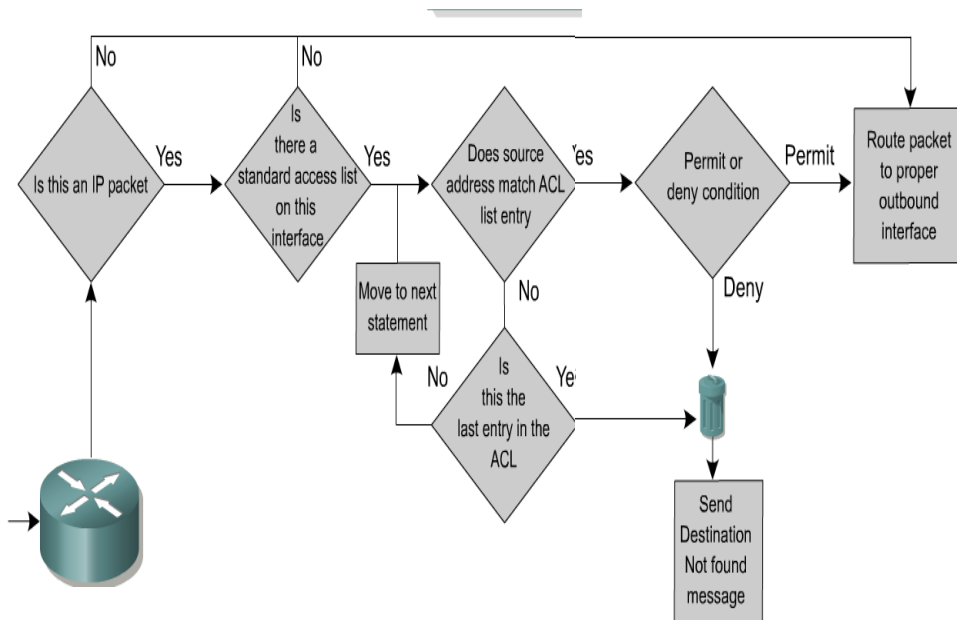 No
No
Is this an IP packet
Yes
Is
there a
standard access list
on this
interface
Yes
Does source
address match ACL
list entry
Yes
Permit or
deny condition
Permit
Route packet
to proper
outbound
interface
Move to next
statement
No
Deny
No
Is
this the
last entry in the
ACL
Yes
Send
Destination
Not found
message